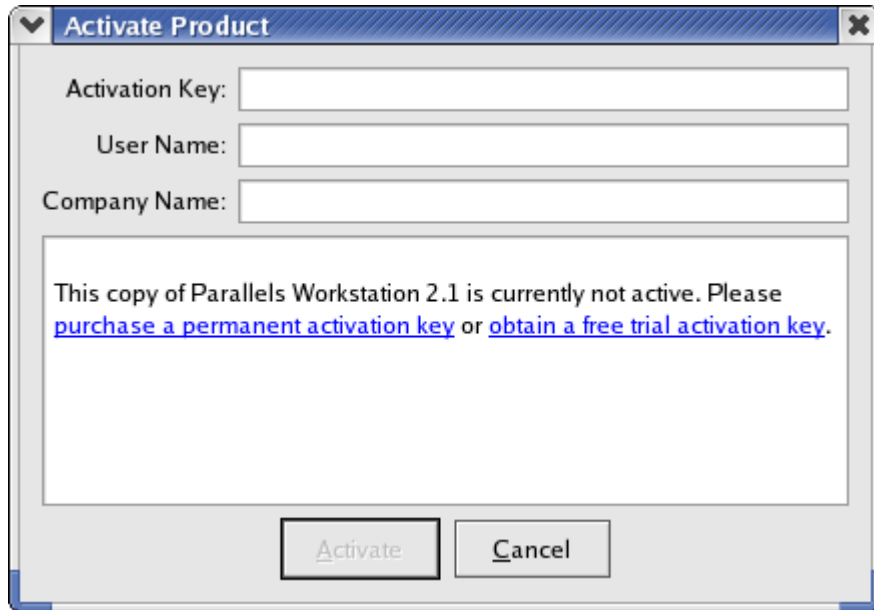 Activate Product
Activation Key:
User Name:
Company Name:
This copy of Parallels Workstation 2.1 is currently not active. Please
purchase a permanent activation key or obtain a free trial activation key.
Activate
Cancel